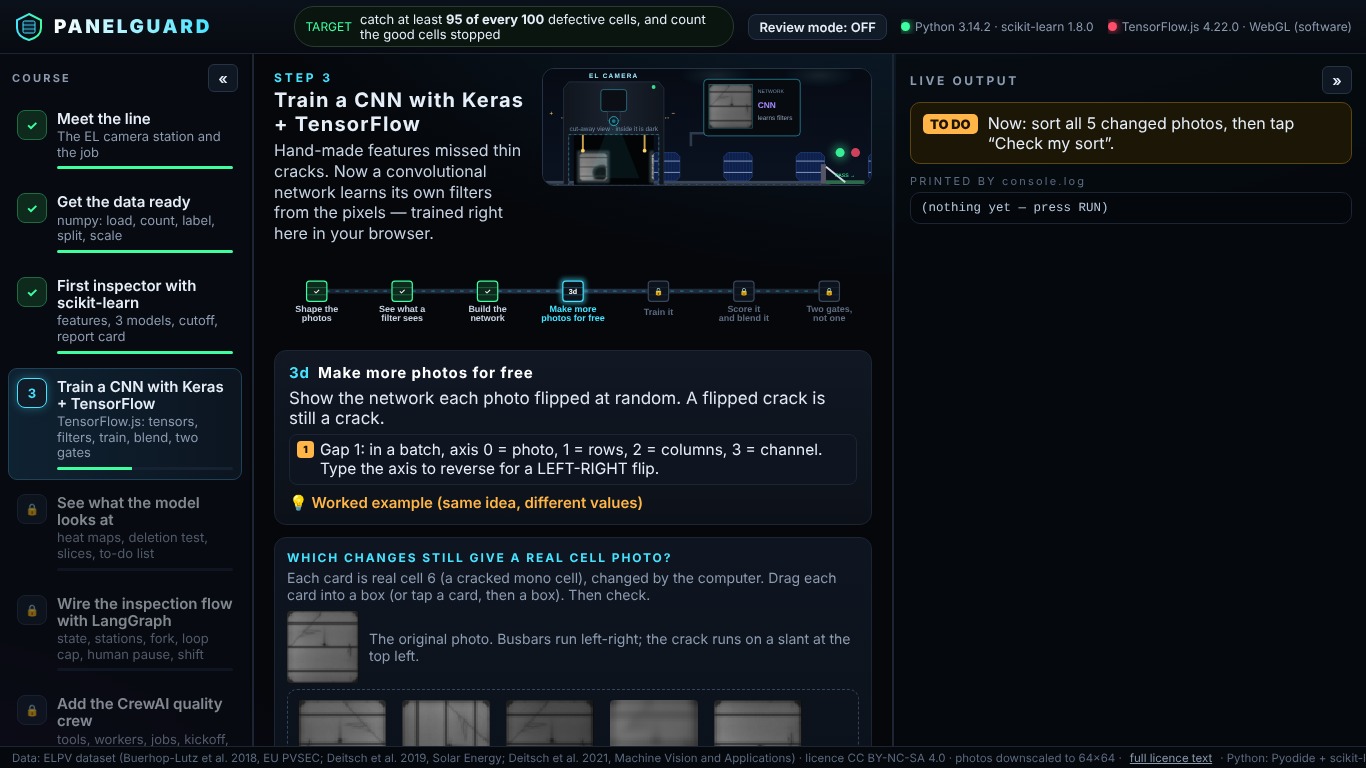 PANELGUARD
TARGET
catch at least 95 of every 100 defective cells, and count
the good cells stopped
Review mode: OFF
Python 3.14.2 · scikit-learn 1.8.0
TensorFlow.js 4.22.0 · WebGL (software)
COURSE
«
Meet the line
The EL camera station and
the job
Get the data ready
numpy: load, count, label,
split, scale
First inspector with
scikit-learn
features, 3 models, cutoff,
report card
3
Train a CNN with Keras
+ TensorFlow
TensorFlow.js: tensors,
filters, train, blend, two
gates
See what the model
looks at
heat maps, deletion test,
slices, to-do list
Wire the inspection flow
with LangGraph
state, stations, fork, loop
cap, human pause, shift
Add the CrewAI quality
crew
tools, workers, jobs, kickoff,
STEP 3
Train a CNN with Keras
+ TensorFlow
Hand-made features missed thin
cracks. Now a convolutional
network learns its own filters
from the pixels — trained right
here in your browser.
EL CAMERA
cut-away view · inside it is dark
NETWORK
CNN
learns filters
Shape the
photos
See what a
filter sees
Build the
network
3d
Make more
photos for free
Train it
Score it
and blend it
Two gates,
not one
3d Make more photos for free
Show the network each photo flipped at random. A flipped crack is
still a crack.
1 Gap 1: in a batch, axis 0 = photo, 1 = rows, 2 = columns, 3 = channel.
Type the axis to reverse for a LEFT-RIGHT flip.
💡 Worked example (same idea, different values)
WHICH CHANGES STILL GIVE A REAL CELL PHOTO?
Each card is real cell 6 (a cracked mono cell), changed by the computer. Drag each
card into a box (or tap a card, then a box). Then check.
The original photo. Busbars run left-right; the crack runs on a slant at the
top left.
LIVE OUTPUT
»
TO DO
Now: sort all 5 changed photos, then tap
“Check my sort”.
PRINTED BY console.log
(nothing yet — press RUN)
Data: ELPV dataset (Buerhop-Lutz et al. 2018, EU PVSEC; Deitsch et al. 2019, Solar Energy; Deitsch et al. 2021, Machine Vision and Applications) · licence CC BY-NC-SA 4.0 · photos downscaled to 64×64 · full licence text · Python: Pyodide + scikit-